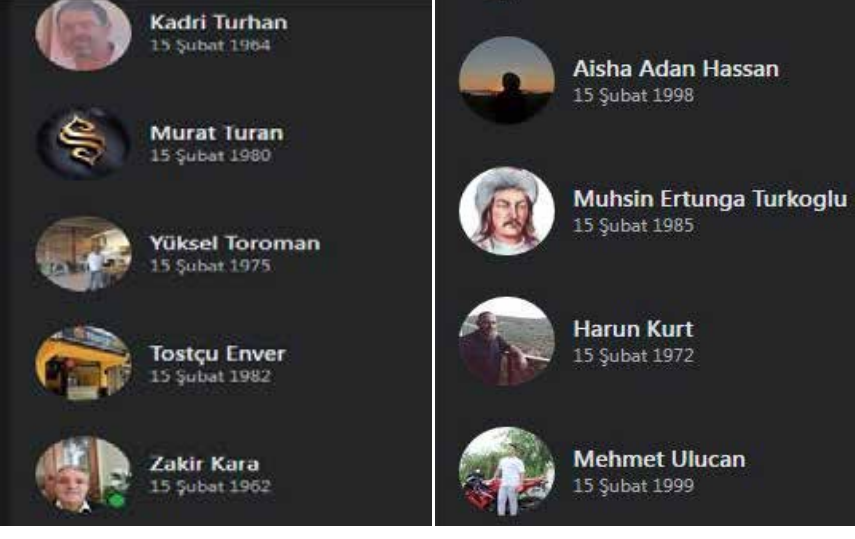 Kadri Turhan
15 Şubat 1964
Murat Turan
15 Şubat 1980
Yüksel Toroman
15 Şubat 1975
Tostçu Enver
15 Şubat 1982
Zakir Kara
15 Şubat 1962
Aisha Adan Hassan
15 Şubat 1998
Muhsin Ertunga Turkoglu
15 Şubat 1985
Harun Kurt
15 Şubat 1972
Mehmet Ulucan
15 Şubat 1999